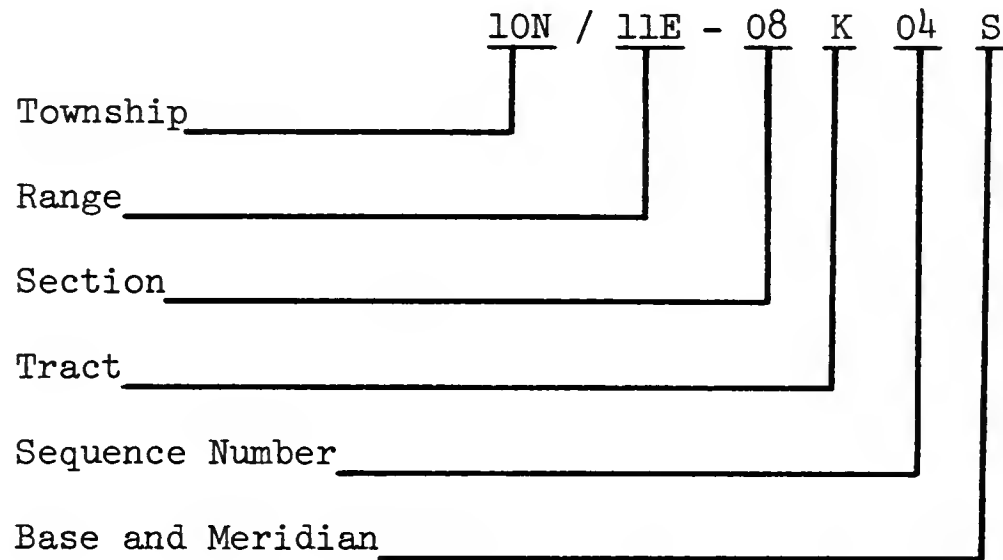 10N / 11E - 08 K 04 S
Township
Range
Section
Tract
Sequence Number
Base and Meridian